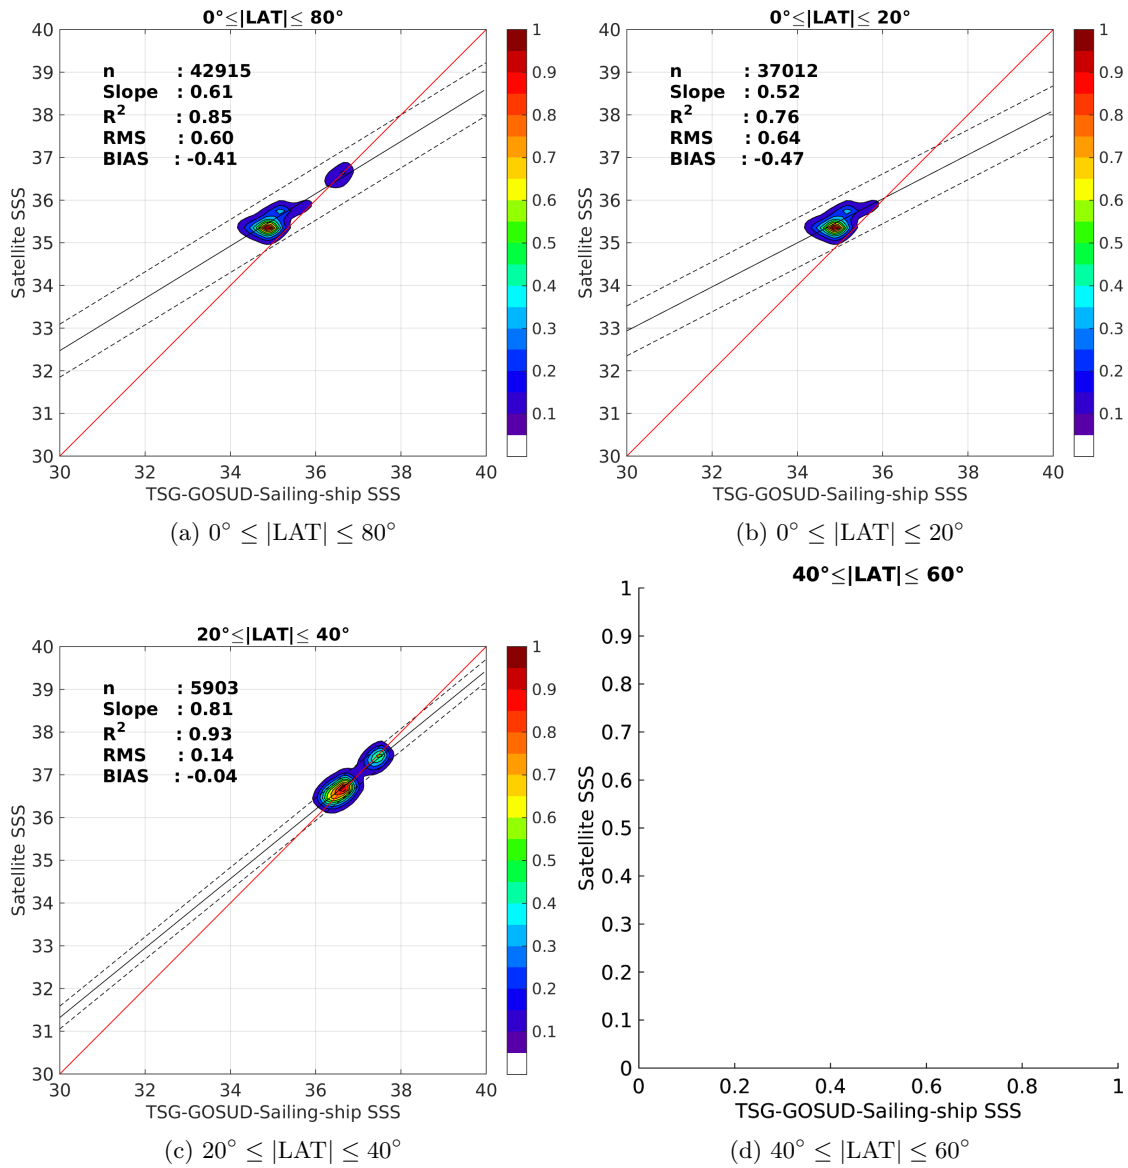 0°≤|LAT|≤ 80°
40
39
38
37
36
35
34
33
32
31
30
30 32 34 36 38 40
n : 42915
Slope : 0.61
R² : 0.85
RMS : 0.60
BIAS : -0.41
Satellite SSS
TSG-GOSUD-Sailing-ship SSS
1
0.9
0.8
0.7
0.6
0.5
0.4
0.3
0.2
0.1
(a) 0° ≤ |LAT| ≤ 80°
0°≤|LAT|≤ 20°
40
39
38
37
36
35
34
33
32
31
30
30 32 34 36 38 40
n : 37012
Slope : 0.52
R² : 0.76
RMS : 0.64
BIAS : -0.47
Satellite SSS
TSG-GOSUD-Sailing-ship SSS
1
0.9
0.8
0.7
0.6
0.5
0.4
0.3
0.2
0.1
(b) 0° ≤ |LAT| ≤ 20°
20°≤|LAT|≤ 40°
40
39
38
37
36
35
34
33
32
31
30
30 32 34 36 38 40
n : 5903
Slope : 0.81
R² : 0.93
RMS : 0.14
BIAS : -0.04
Satellite SSS
TSG-GOSUD-Sailing-ship SSS
1
0.9
0.8
0.7
0.6
0.5
0.4
0.3
0.2
0.1
(c) 20° ≤ |LAT| ≤ 40°
40°≤|LAT|≤ 60°
1
0.9
0.8
0.7
0.6
0.5
0.4
0.3
0.2
0.1
0
0 0.2 0.4 0.6 0.8 1
Satellite SSS
TSG-GOSUD-Sailing-ship SSS
(d) 40° ≤ |LAT| ≤ 60°